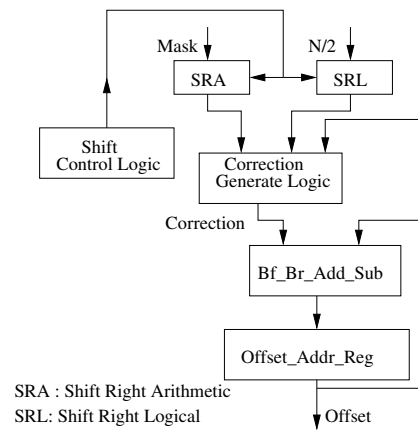 Mask
N/2
SRA
SRL
Shift
Control Logic
Correction
Generate Logic
Correction
Bf_Br_Add_Sub
Offset_Addr_Reg
SRA : Shift Right Arithmetic
SRL: Shift Right Logical
Offset